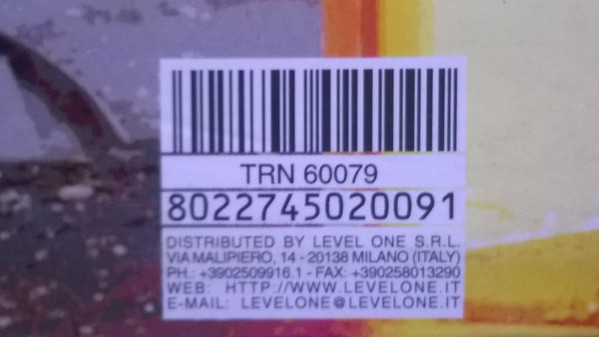 TRN 60079
8022745020091
DISTRIBUTED BY LEVEL ONE S.R.L.
VIA MALIPIERO, 14 - 20138 MILANO (ITALY)
PH.: +3902509916.1 - FAX: +390258013290
WEB: HTTP://WWW.LEVELONE.IT
E-MAIL: LEVELONE@LEVELONE.IT